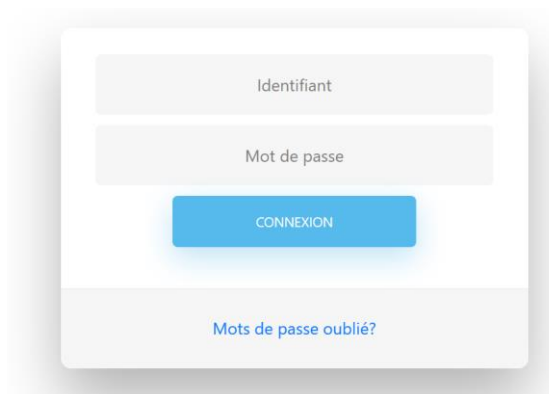 Identifiant
Mot de passe
CONNEXION
Mots de passe oublié?